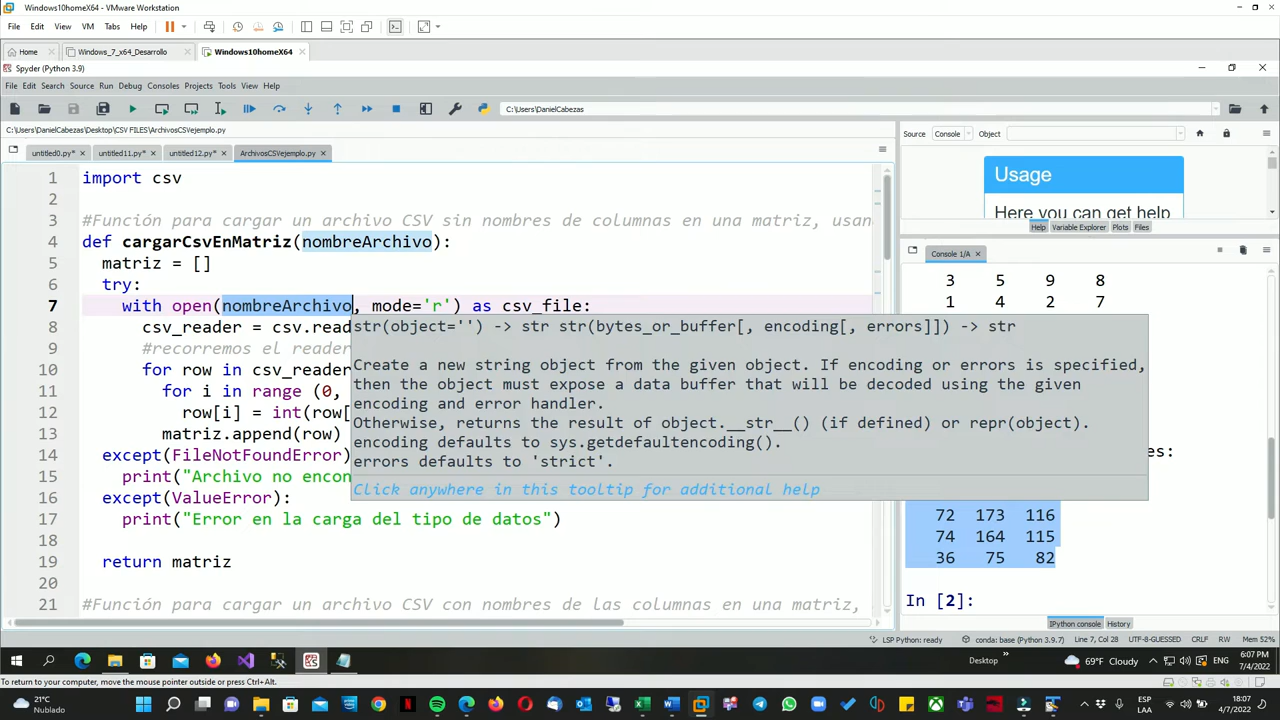 Windows10homeX64 - VMware Workstation
File Edit View VM Tabs Help
Home Windows_7_x64_Desarrollo Windows10homeX64
Spyder (Python 3.9)
File Edit Search Source Run Debug Consoles Projects Tools View Help
C:\Users\DanielCabezas
C:\Users\DanielCabezas\Desktop\CSV FILES\ArchivosCSVejemplo.py
untitled0.py* untitled11.py* untitled12.py* ArchivosCSVejemplo.py
1 import csv
2
3 #Función para cargar un archivo CSV sin nombres de columnas en una matriz, usan
4 def cargarCsvEnMatriz(nombreArchivo):
5 matriz = []
6 try:
7 with open(nombreArchivo, mode='r') as csv_file:
8 csv_reader = csv.read
9 #recorremos el reader
10 for row in csv_reader
11 for i in range (0,
12 row[i] = int(row[
13 matriz.append(row)
14 except(FileNotFoundError)
15 print("Archivo no encon
16 except(ValueError):
17 print("Error en la carga del tipo de datos")
18
19 return matriz
20
21 #Función para cargar un archivo CSV con nombres de las columnas en una matriz,
str(object='') -> str str(bytes_or_buffer[, encoding[, errors]]) -> str
Create a new string object from the given object. If encoding or errors is specified,
then the object must expose a data buffer that will be decoded using the given
encoding and error handler.
Otherwise, returns the result of object.__str__() (if defined) or repr(object).
encoding defaults to sys.getdefaultencoding().
errors defaults to 'strict'.
Click anywhere in this tooltip for additional help
Source Console Object
Usage
Here you can get help
Help Variable Explorer Plots Files
Console 1/A
3 5 9 8
1 4 2 7
es:
72 173 116
74 164 115
36 75 82
In [2]:
IPython console History
LSP Python: ready conda: base (Python 3.9.7) Line 7, Col 28 UTF-8-GUESSED CRLF RW Mem 52%
Desktop 69°F Cloudy ENG 6:07 PM
7/4/2022
To return to your computer, move the mouse pointer outside or press Ctrl+Alt.
21°C
Nublado
ESP
LAA
18:07
4/7/2022